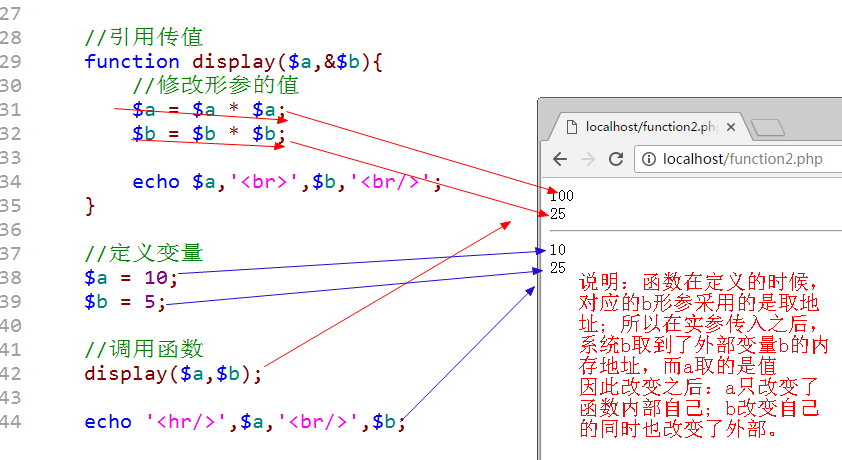 27
28 //引用传值
29 function display($a,&$b){
30 //修改形参的值
31 $a = $a * $a;
32 $b = $b * $b;
33
34 echo $a,'<br>',$b,'<br/>';
35 }
36
37 //定义变量
38 $a = 10;
39 $b = 5;
40
41 //调用函数
42 display($a,$b);
43
44 echo '<hr/>',$a,'<br/>',$b;
localhost/function2.ph
localhost/function2.php
100
25
10
25
说明：函数在定义的时候，
对应的b形参采用的是取地
址；所以在实参传入之后，
系统b取到了外部变量b的内
存地址，而a取的是值
因此改变之后：a只改变了
函数内部自己；b改变自己
的同时也改变了外部。